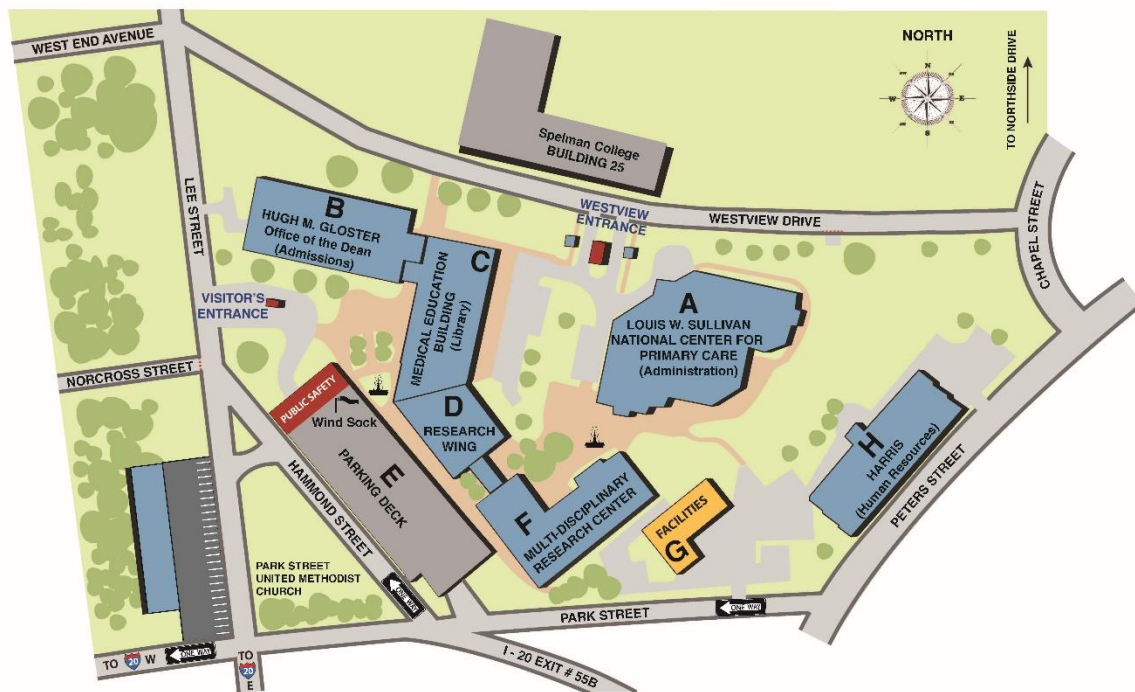 WEST END AVENUE
NORTH
N
W
E
S
TO NORTHSIDE DRIVE
Spelman College
BUILDING 25
LEE STREET
B
HUGH M. GLOSTER
Office of the Dean
(Admissions)
WESTVIEW
ENTRANCE
WESTVIEW DRIVE
CHAPEL STREET
C
MEDICAL EDUCATION
BUILDING
(Library)
VISITOR'S
ENTRANCE
A
LOUIS W. SULLIVAN
NATIONAL CENTER FOR
PRIMARY CARE
(Administration)
NORCROSS STREET
PUBLIC SAFETY
Wind Sock
D
RESEARCH
WING
E
PARKING DECK
HAMMOND STREET
H
HARRIS
(Human Resources)
PETERS STREET
F
MULTI-DISCIPLINARY
RESEARCH CENTER
FACILITIES
G
PARK STREET
UNITED METHODIST
CHURCH
ONE WAY
PARK STREET
ONE WAY
TO 20 W
ONE WAY
TO
20
E
I - 20 EXIT # 55B